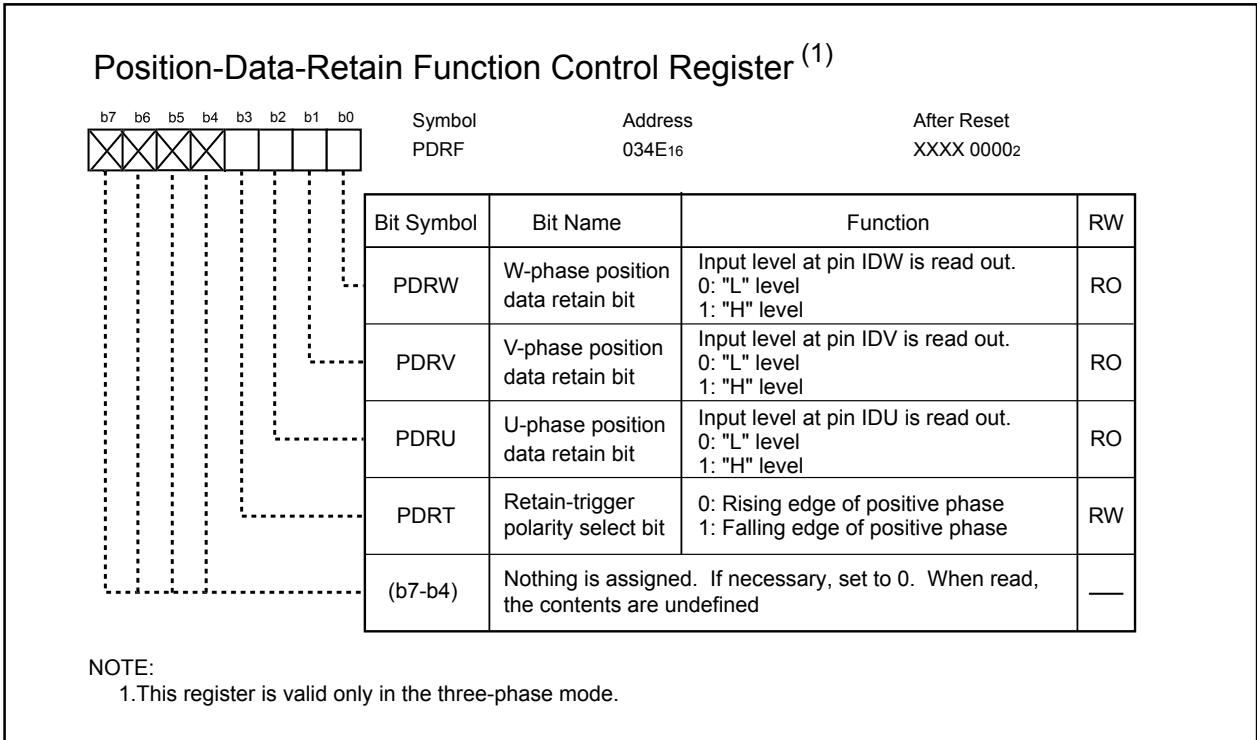 Position-Data-Retain Function Control Register (1)
b7 b6 b5 b4 b3 b2 b1 b0
Symbol Address After Reset
PDRF 034E16 XXXX 00002
Bit Symbol Bit Name Function RW
PDRW W-phase position data retain bit Input level at pin IDW is read out. RO
0: "L" level
1: "H" level
PDRV V-phase position data retain bit Input level at pin IDV is read out. RO
0: "L" level
1: "H" level
PDRU U-phase position data retain bit Input level at pin IDU is read out. RO
0: "L" level
1: "H" level
PDRT Retain-trigger polarity select bit 0: Rising edge of positive phase RW
1: Falling edge of positive phase
(b7-b4) Nothing is assigned. If necessary, set to 0. When read, —
the contents are undefined
NOTE:
1.This register is valid only in the three-phase mode.